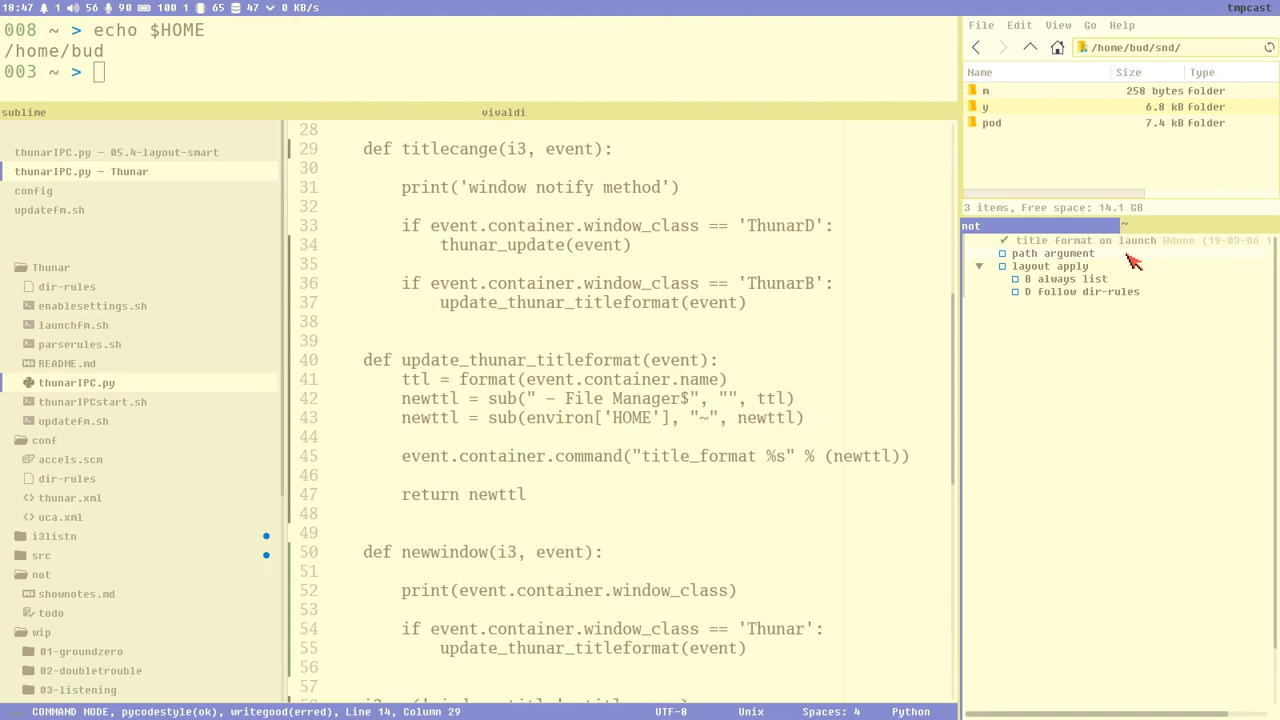 18:47 1 56 90 100 1 65 47 0 KB/s
tmpcast
008 ~ > echo $HOME
/home/bud
003 ~ >
File Edit View Go Help
/home/bud/snd/
Name Size Type
m 258 bytes folder
y 6.8 kB folder
pod 7.4 kB folder
3 items, Free space: 14.1 GB
not ~
✓ title format on launch @done (19-03-06 1
path argument
layout apply
B always list
D follow dir-rules
sublime vivaldi
thunarIPC.py — 05.4-layout-smart
thunarIPC.py — Thunar
config
updatefm.sh
Thunar
dir-rules
enablesettings.sh
launchfm.sh
parserules.sh
README.md
thunarIPC.py
thunarIPCstart.sh
updatefm.sh
conf
accels.scm
dir-rules
thunar.xml
uca.xml
i3listn
src
not
shownotes.md
todo
wip
01-groundzero
02-doubletrouble
03-listening
28
29 def titlecange(i3, event):
30
31 print('window notify method')
32
33 if event.container.window_class == 'ThunarD':
34 thunar_update(event)
35
36 if event.container.window_class == 'ThunarB':
37 update_thunar_titleformat(event)
38
39
40 def update_thunar_titleformat(event):
41 ttl = format(event.container.name)
42 newttl = sub(" - File Manager$", "", ttl)
43 newttl = sub(environ['HOME'], "~", newttl)
44
45 event.container.command("title_format %s" % (newttl))
46
47 return newttl
48
49
50 def newwindow(i3, event):
51
52 print(event.container.window_class)
53
54 if event.container.window_class == 'Thunar':
55 update_thunar_titleformat(event)
56
57
COMMAND MODE, pycodestyle(ok), writegood(erred), Line 14, Column 29 UTF-8 Unix Spaces: 4 Python